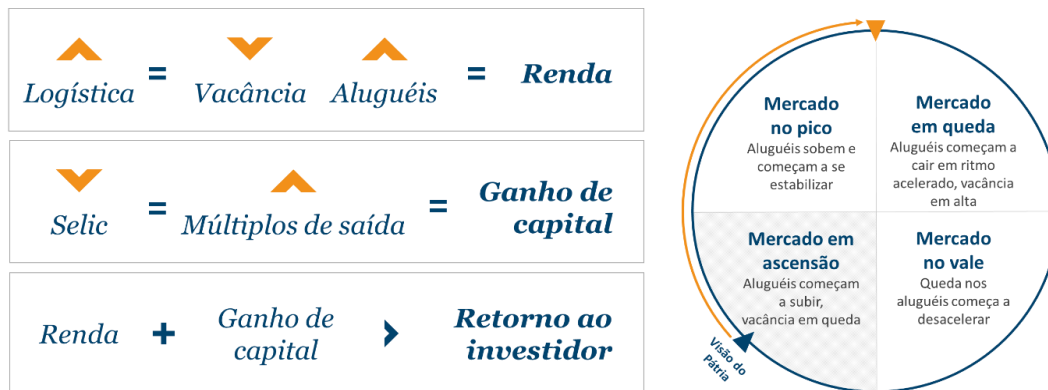 Logística = Vacância Aluguéis = Renda
Selic = Múltiplos de saída = Ganho de
capital
Renda + Ganho de
capital > Retorno ao
investidor
Mercado
no pico
Aluguéis sobem e
começam a se
estabilizar
Mercado
em queda
Aluguéis começam a
cair em ritmo
acelerado, vacância
em alta
Mercado em
ascensão
Aluguéis começam
a subir,
vacância em queda
Mercado
no vale
Queda nos
aluguéis começa a
desacelerar
Visão do
Pátria